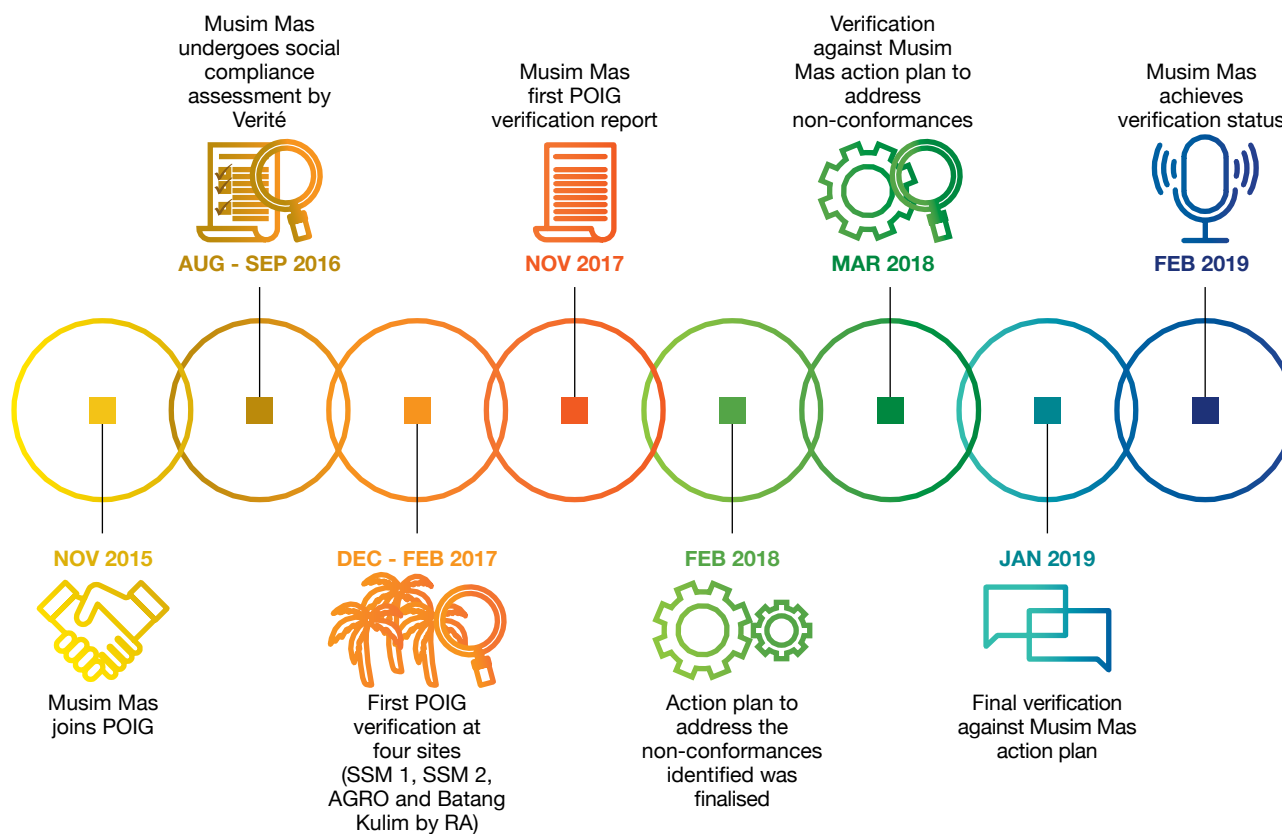 Musim Mas
undergoes social
compliance
assessment by
Verité
AUG - SEP 2016
Musim Mas
first POIG
verification report
NOV 2017
Verification
against Musim
Mas action plan to
address
non-conformances
MAR 2018
Musim Mas
achieves
verification status
FEB 2019
NOV 2015
Musim Mas
joins POIG
DEC - FEB 2017
First POIG
verification at
four sites
(SSM 1, SSM 2,
AGRO and Batang
Kulim by RA)
FEB 2018
Action plan to
address the
non-conformances
identified was
finalised
JAN 2019
Final verification
against Musim Mas
action plan